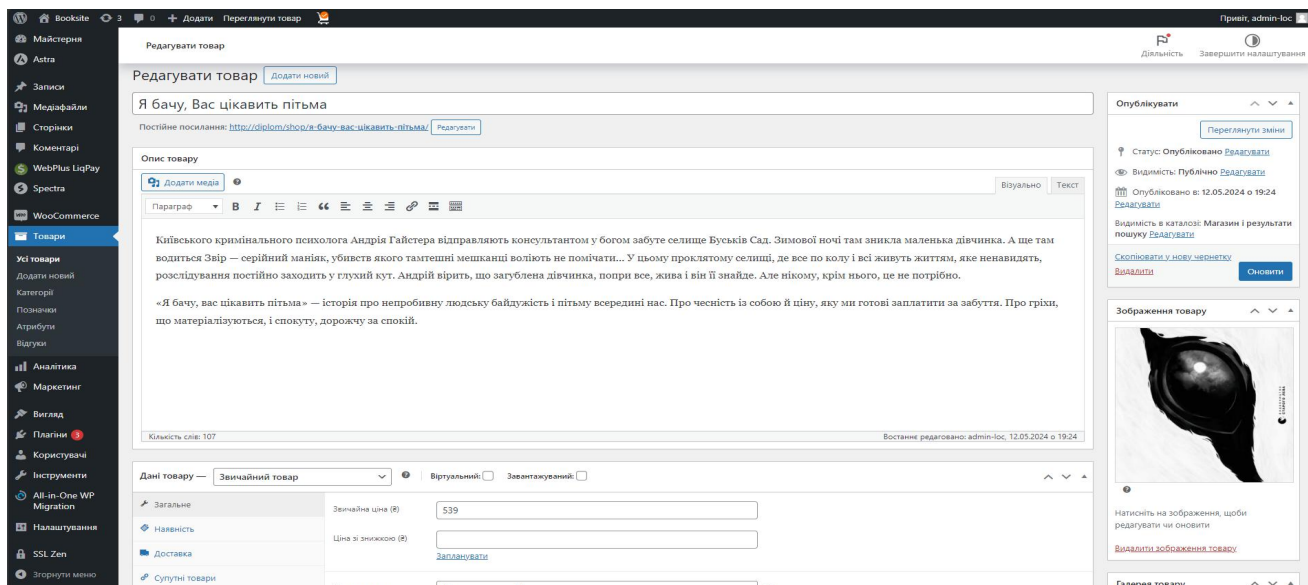 Booksite 3 0 + Додати Переглянути товар
Привіт, admin-loc
Майстерня
Astra
Записи
Медіафайли
Сторінки
Коментарі
WebPlus LiqPay
Spectra
WooCommerce
Товари
Усі товари
Додати новий
Категорії
Позначки
Атрибути
Відгуки
Аналітика
Маркетинг
Вигляд
Плагіни 3
Користувачі
Інструменти
All-in-One WP
Migration
Налаштування
SSL Zen
Згорнути меню
Редагувати товар
Діяльність
Завершити налаштування
Редагувати товар Додати новий
Я бачу, Вас цікавить пітьма
Постійне посилання: http://diplom/shop/я-бачу-вас-цікавить-пітьма/ Редагувати
Опис товару
Додати медіа
Візуально Текст
Параграф
Київського кримінального психолога Андрія Гайстера відправляють консультантом у богом забуте селище Буськів Сад. Зимової ночі там зникла маленька дівчинка. А ще там
водиться Звір — серійний маніяк, убивств якого тамтешні мешканці воліють не помічати... У цьому проклятому селищі, де все по колу і всі живуть життям, яке ненавидять,
розслідування постійно заходить у глухий кут. Андрій вірить, що загублена дівчинка, попри все, жива і він її знайде. Але нікому, крім нього, це не потрібно.
«Я бачу, вас цікавить пітьма» — історія про непробивну людську байдужість і пітьму всередині нас. Про чесність із собою й ціну, яку ми готові заплатити за забуття. Про гріхи,
що матеріалізуються, і спокуту, дорожчу за спокій.
Кількість слів: 107
Востаннє редаговано: admin-loc, 12.05.2024 о 19:24
Дані товару — Звичайний товар Віртуальний: Завантажуваний:
Загальне
Наявність
Доставка
Супутні товари
Звичайна ціна (₴) 539
Ціна зі знижкою (₴)
Запланувати
Опублікувати
Переглянути зміни
Статус: Опубліковано Редагувати
Видимість: Публічно Редагувати
Опубліковано в: 12.05.2024 о 19:24
Редагувати
Видимість в каталозі: Магазин і результати
пошуку Редагувати
Скопіювати у нову чернетку
Видалити Оновити
Зображення товару
Натисніть на зображення, щоби
редагувати чи оновити
Видалити зображення товару
Галерея товару